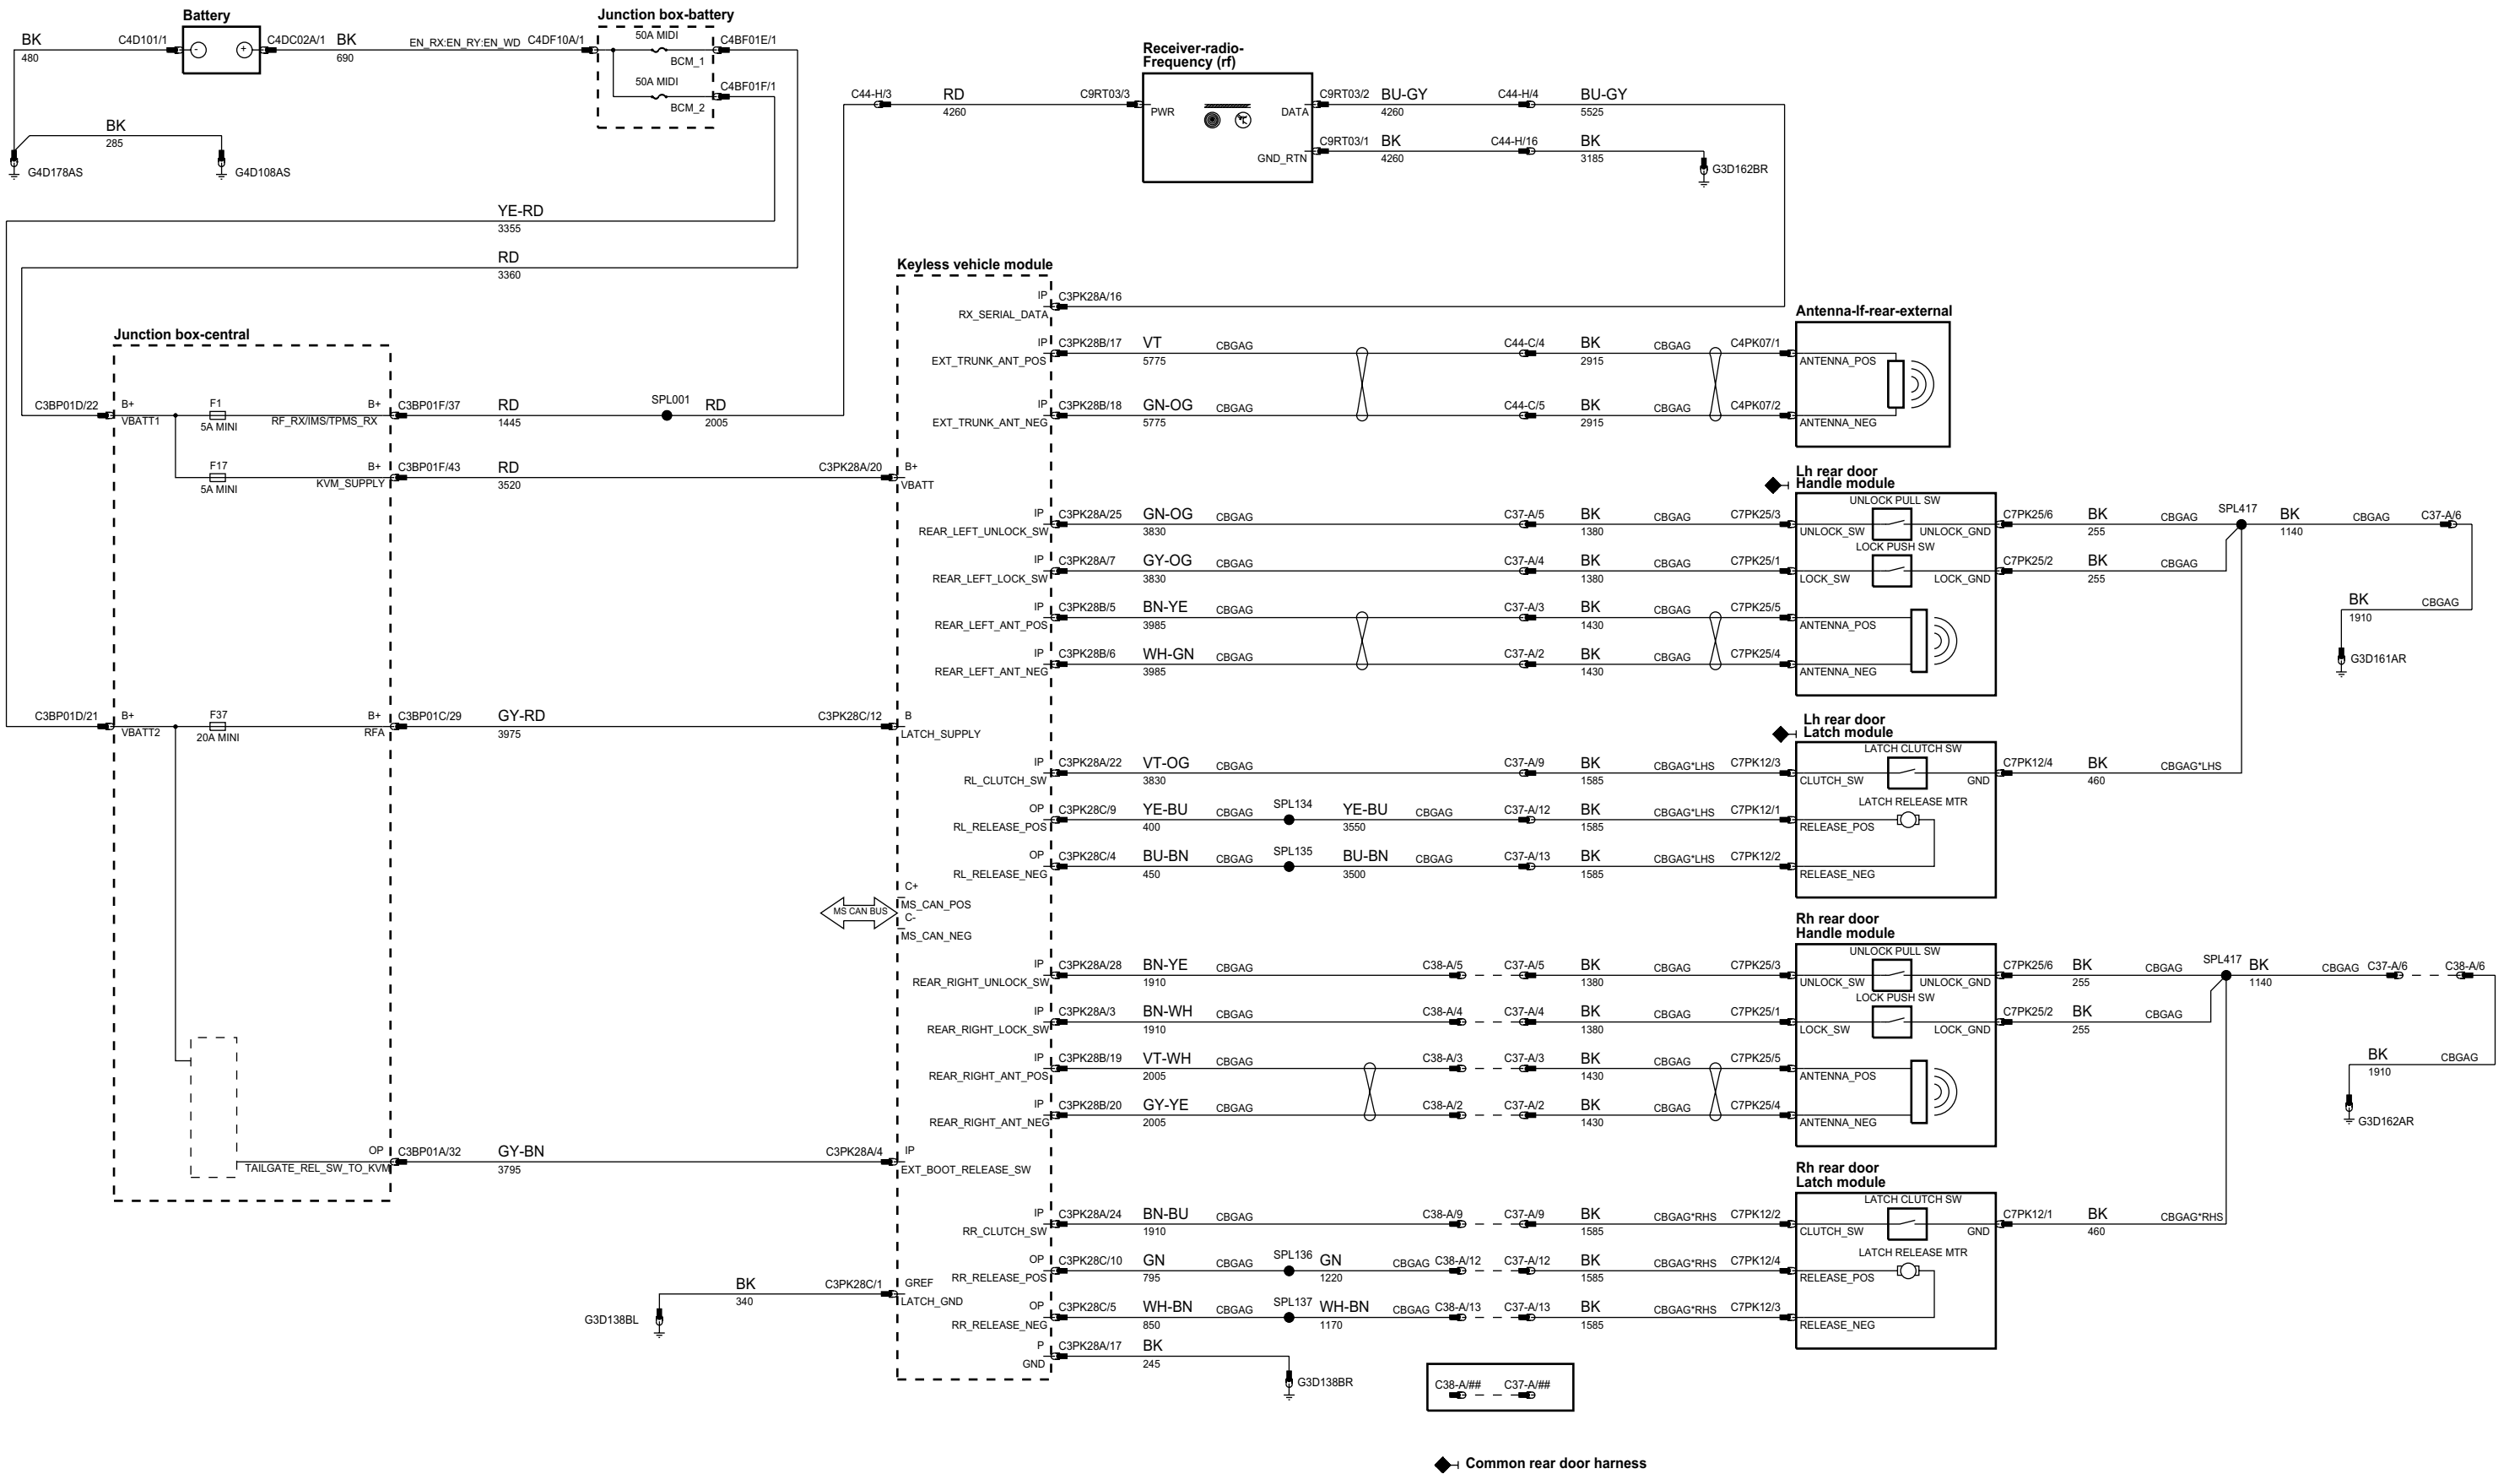 Battery
BK
480
C4D101/1
-
+
C4DC02A/1
BK
690
EN_RX:EN_RY:EN_WD
C4DF10A/1
Junction box-battery
50A MIDI
BCM_1
C4BF01E/1
50A MIDI
BCM_2
C4BF01F/1
BK
285
G4D178AS
G4D108AS
YE-RD
3355
RD
3360
Receiver-radio-
Frequency (rf)
C44-H/3
RD
4260
C9RT03/3
PWR
DATA
C9RT03/2
BU-GY
4260
C44-H/4
BU-GY
5525
GND_RTN
C9RT03/1
BK
4260
C44-H/16
BK
3185
G3D162BR
Junction box-central
C3BP01D/22
B+
VBATT1
F1
5A MINI
B+
RF_RX/IMS/TPMS_RX
C3BP01F/37
RD
1445
SPL001
RD
2005
F17
5A MINI
B+
KVM_SUPPLY
C3BP01F/43
RD
3520
C3PK28A/20
B+
VBATT
C3BP01D/21
B+
VBATT2
F37
20A MINI
B+
RFA
C3BP01C/29
GY-RD
3975
C3PK28C/12
B
LATCH_SUPPLY
MS CAN BUS
C+
MS_CAN_POS
C-
MS_CAN_NEG
OP
TAILGATE_REL_SW_TO_KVM
C3BP01A/32
GY-BN
3795
C3PK28A/4
IP
EXT_BOOT_RELEASE_SW
G3D138BL
BK
340
C3PK28C/1
GREF
LATCH_GND
Keyless vehicle module
IP
RX_SERIAL_DATA
C3PK28A/16
IP
EXT_TRUNK_ANT_POS
C3PK28B/17
VT
5775
CBGAG
C44-C/4
BK
2915
CBGAG
C4PK07/1
IP
EXT_TRUNK_ANT_NEG
C3PK28B/18
GN-OG
5775
CBGAG
C44-C/5
BK
2915
CBGAG
C4PK07/2
Antenna-lf-rear-external
ANTENNA_POS
ANTENNA_NEG
IP
REAR_LEFT_UNLOCK_SW
C3PK28A/25
GN-OG
3830
CBGAG
C37-A/5
BK
1380
CBGAG
C7PK25/3
IP
REAR_LEFT_LOCK_SW
C3PK28A/7
GY-OG
3830
CBGAG
C37-A/4
BK
1380
CBGAG
C7PK25/1
IP
REAR_LEFT_ANT_POS
C3PK28B/5
BN-YE
3985
CBGAG
C37-A/3
BK
1430
CBGAG
C7PK25/5
IP
REAR_LEFT_ANT_NEG
C3PK28B/6
WH-GN
3985
CBGAG
C37-A/2
BK
1430
CBGAG
C7PK25/4
Lh rear door
Handle module
UNLOCK PULL SW
UNLOCK_SW
UNLOCK_GND
LOCK PUSH SW
LOCK_SW
LOCK_GND
ANTENNA_POS
ANTENNA_NEG
C7PK25/6
BK
255
CBGAG
SPL417
BK
1140
CBGAG
C37-A/6
C7PK25/2
BK
255
CBGAG
BK
1910
CBGAG
G3D161AR
IP
RL_CLUTCH_SW
C3PK28A/22
VT-OG
3830
CBGAG
C37-A/9
BK
1585
CBGAG*LHS
C7PK12/3
OP
RL_RELEASE_POS
C3PK28C/9
YE-BU
400
CBGAG
SPL134
YE-BU
3550
CBGAG
C37-A/12
BK
1585
CBGAG*LHS
C7PK12/1
OP
RL_RELEASE_NEG
C3PK28C/4
BU-BN
450
CBGAG
SPL135
BU-BN
3500
CBGAG
C37-A/13
BK
1585
CBGAG*LHS
C7PK12/2
Lh rear door
Latch module
LATCH CLUTCH SW
CLUTCH_SW
GND
LATCH RELEASE MTR
RELEASE_POS
RELEASE_NEG
C7PK12/4
BK
460
CBGAG*LHS
IP
REAR_RIGHT_UNLOCK_SW
C3PK28A/28
BN-YE
1910
CBGAG
C38-A/5
C37-A/5
BK
1380
CBGAG
C7PK25/3
IP
REAR_RIGHT_LOCK_SW
C3PK28A/3
BN-WH
1910
CBGAG
C38-A/4
C37-A/4
BK
1380
CBGAG
C7PK25/1
IP
REAR_RIGHT_ANT_POS
C3PK28B/19
VT-WH
2005
CBGAG
C38-A/3
C37-A/3
BK
1430
CBGAG
C7PK25/5
IP
REAR_RIGHT_ANT_NEG
C3PK28B/20
GY-YE
2005
CBGAG
C38-A/2
C37-A/2
BK
1430
CBGAG
C7PK25/4
Rh rear door
Handle module
UNLOCK PULL SW
UNLOCK_SW
UNLOCK_GND
LOCK PUSH SW
LOCK_SW
LOCK_GND
ANTENNA_POS
ANTENNA_NEG
C7PK25/6
BK
255
CBGAG
SPL417
BK
1140
CBGAG
C37-A/6
C38-A/6
C7PK25/2
BK
255
CBGAG
BK
1910
CBGAG
G3D162AR
IP
RR_CLUTCH_SW
C3PK28A/24
BN-BU
1910
CBGAG
C38-A/9
C37-A/9
BK
1585
CBGAG*RHS
C7PK12/2
OP
RR_RELEASE_POS
C3PK28C/10
GN
795
CBGAG
SPL136
GN
1220
CBGAG
C38-A/12
C37-A/12
BK
1585
CBGAG*RHS
C7PK12/4
OP
RR_RELEASE_NEG
C3PK28C/5
WH-BN
850
CBGAG
SPL137
WH-BN
1170
CBGAG
C38-A/13
C37-A/13
BK
1585
CBGAG*RHS
C7PK12/3
Rh rear door
Latch module
LATCH CLUTCH SW
CLUTCH_SW
GND
LATCH RELEASE MTR
RELEASE_POS
RELEASE_NEG
C7PK12/1
BK
460
CBGAG*RHS
P
GND
C3PK28A/17
BK
245
G3D138BR
C38-A/##
C37-A/##
Common rear door harness